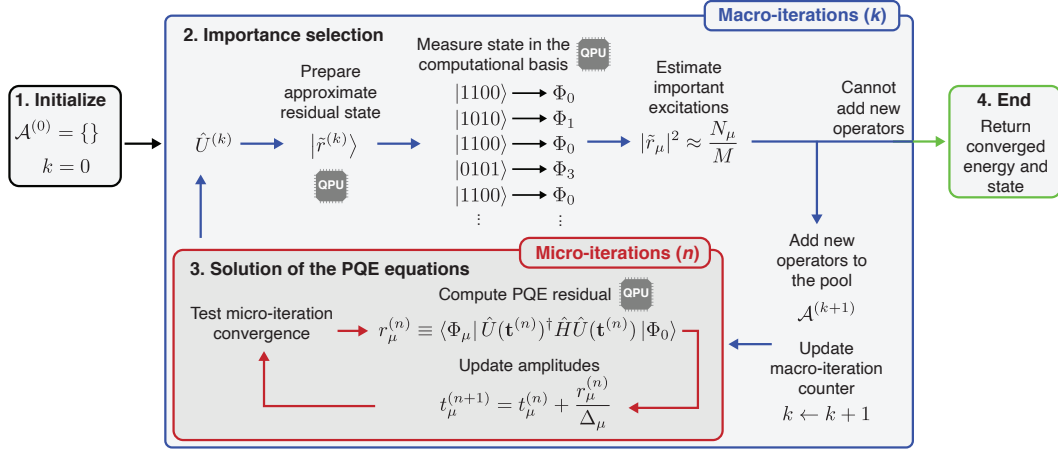 Macro-iterations (k)
1. Initialize
𝒜^{(0)} = {}
k = 0
2. Importance selection
Û^{(k)}
Prepare
approximate
residual state
|r̃^{(k)}⟩
QPU
Measure state in the
computational basis
QPU
|1100⟩ → Φ_0
|1010⟩ → Φ_1
|1100⟩ → Φ_0
|0101⟩ → Φ_3
|1100⟩ → Φ_0
⋮ ⋮
Estimate
important
excitations
|r̃_μ|² ≈ N_μ / M
Cannot
add new
operators
4. End
Return
converged
energy and
state
Add new
operators to
the pool
𝒜^{(k+1)}
Update
macro-iteration
counter
k ← k + 1
Micro-iterations (n)
3. Solution of the PQE equations
Test micro-iteration
convergence
Compute PQE residual
QPU
r_μ^{(n)} ≡ ⟨Φ_μ| Û(t^{(n)})† Ĥ Û(t^{(n)}) |Φ_0⟩
Update amplitudes
t_μ^{(n+1)} = t_μ^{(n)} + r_μ^{(n)} / Δ_μ